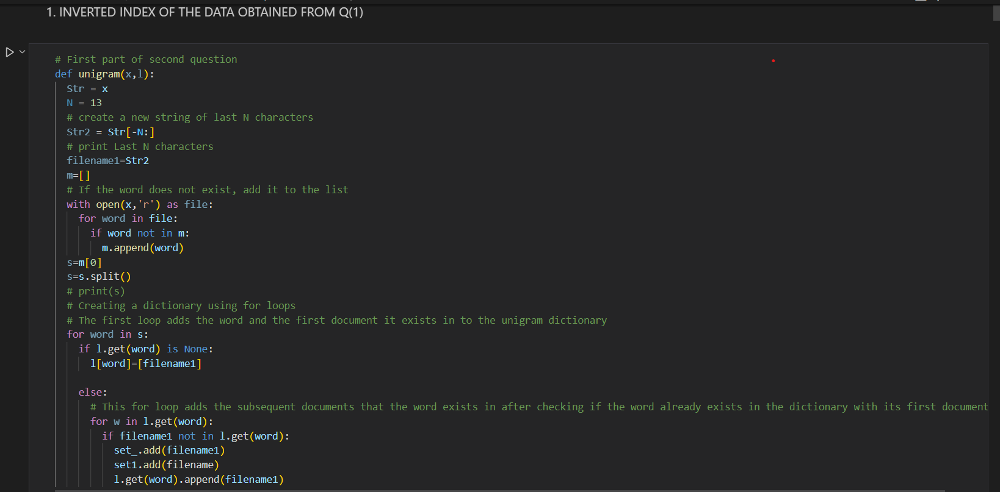 1. INVERTED INDEX OF THE DATA OBTAINED FROM Q(1)
# First part of second question
def unigram(x,l):
Str = x
N = 13
# create a new string of last N characters
Str2 = Str[-N:]
# print Last N characters
filename1=Str2
m=[]
# If the word does not exist, add it to the list
with open(x,'r') as file:
for word in file:
if word not in m:
m.append(word)
s=m[0]
s=s.split()
# print(s)
# Creating a dictionary using for loops
# The first loop adds the word and the first document it exists in to the unigram dictionary
for word in s:
if l.get(word) is None:
l[word]=[filename1]
else:
# This for loop adds the subsequent documents that the word exists in after checking if the word already exists in the dictionary with its first document
for w in l.get(word):
if filename1 not in l.get(word):
set_.add(filename1)
set1.add(filename)
l.get(word).append(filename1)